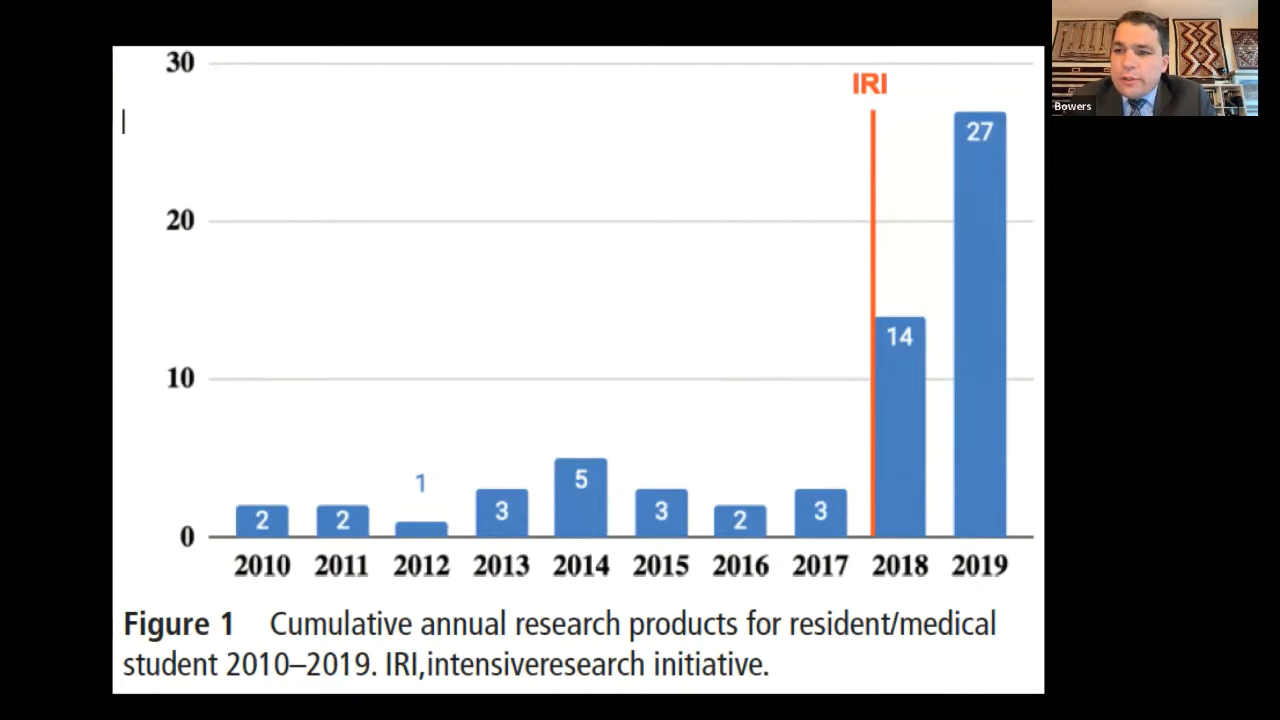 30
IRI
27
20
14
10
1
3
5
3
2
3
2
2
0
2010 2011 2012 2013 2014 2015 2016 2017 2018 2019
Figure 1 Cumulative annual research products for resident/medical
student 2010–2019. IRI,intensiveresearch initiative.
Bowers